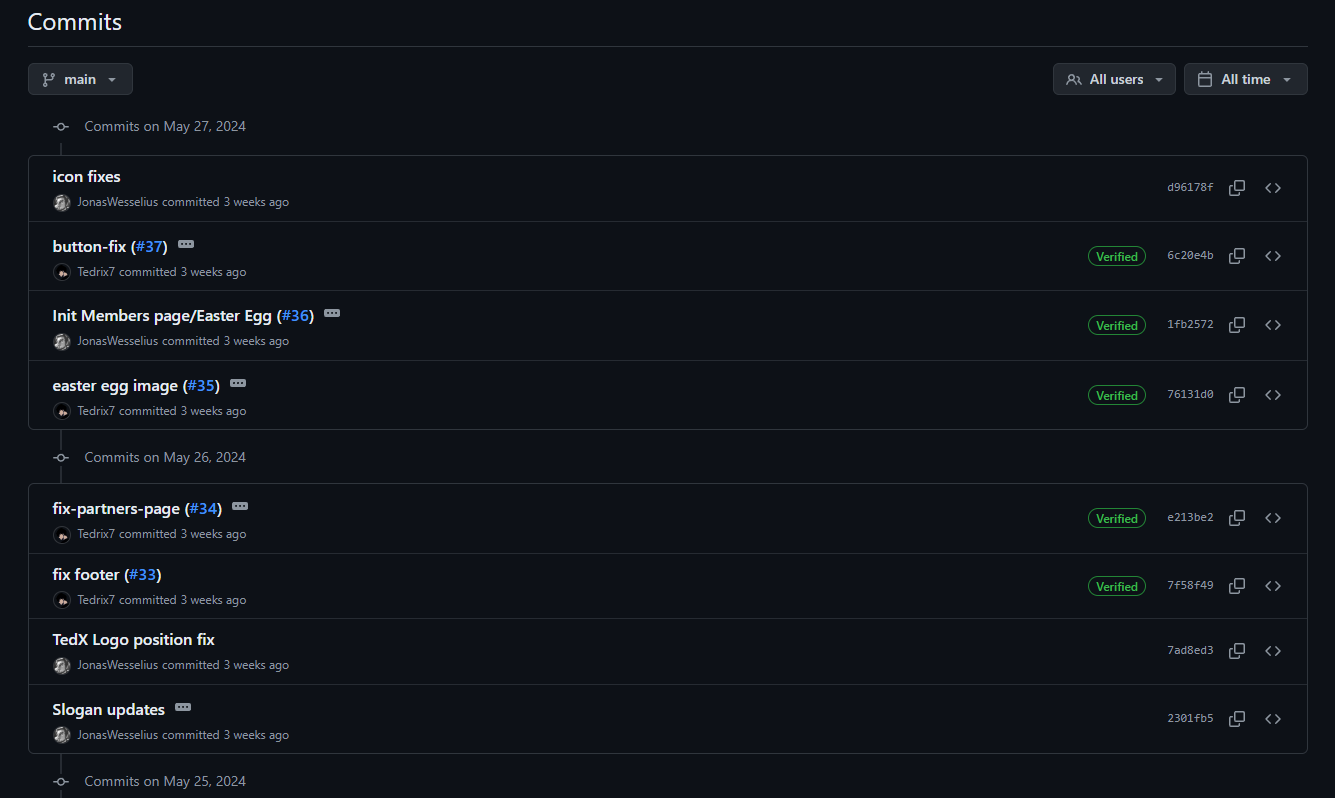 Commits
main All users All time
Commits on May 27, 2024
icon fixes
JonasWesselius committed 3 weeks ago
d96178f
button-fix (#37)
Tedrix7 committed 3 weeks ago
Verified 6c20e4b
Init Members page/Easter Egg (#36)
JonasWesselius committed 3 weeks ago
Verified 1fb2572
easter egg image (#35)
Tedrix7 committed 3 weeks ago
Verified 76131d0
Commits on May 26, 2024
fix-partners-page (#34)
Tedrix7 committed 3 weeks ago
Verified e213be2
fix footer (#33)
Tedrix7 committed 3 weeks ago
Verified 7f58f49
TedX Logo position fix
JonasWesselius committed 3 weeks ago
7ad8ed3
Slogan updates
JonasWesselius committed 3 weeks ago
2301fb5
Commits on May 25, 2024